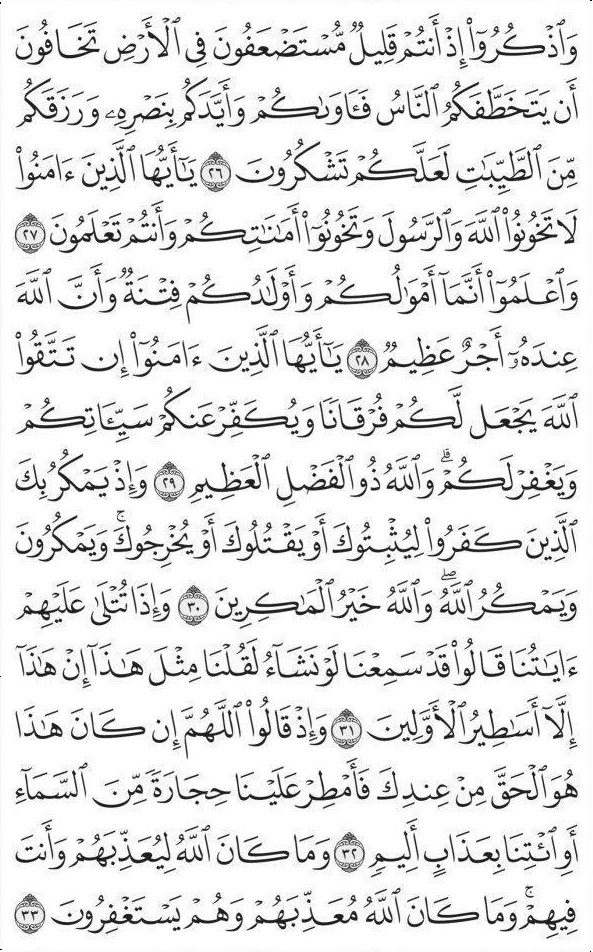 وَٱذْكُرُوٓا۟ إِذْ أَنتُمْ قَلِيلٌ مُّسْتَضْعَفُونَ فِى ٱلْأَرْضِ تَخَافُونَ
أَن يَتَخَطَّفَكُمُ ٱلنَّاسُ فَـَٔاوَىٰكُمْ وَأَيَّدَكُم بِنَصْرِهِۦ وَرَزَقَكُم
مِّنَ ٱلطَّيِّبَـٰتِ لَعَلَّكُمْ تَشْكُرُونَ ٢٦ يَـٰٓأَيُّهَا ٱلَّذِينَ ءَامَنُوا۟
لَا تَخُونُوا۟ ٱللَّهَ وَٱلرَّسُولَ وَتَخُونُوٓا۟ أَمَـٰنَـٰتِكُمْ وَأَنتُمْ تَعْلَمُونَ ٢٧
وَٱعْلَمُوٓا۟ أَنَّمَآ أَمْوَٰلُكُمْ وَأَوْلَـٰدُكُمْ فِتْنَةٌ وَأَنَّ ٱللَّهَ
عِندَهُۥٓ أَجْرٌ عَظِيمٌ ٢٨ يَـٰٓأَيُّهَا ٱلَّذِينَ ءَامَنُوٓا۟ إِن تَتَّقُوا۟
ٱللَّهَ يَجْعَل لَّكُمْ فُرْقَانًا وَيُكَفِّرْ عَنكُمْ سَيِّـَٔاتِكُمْ
وَيَغْفِرْ لَكُمْ ۗ وَٱللَّهُ ذُو ٱلْفَضْلِ ٱلْعَظِيمِ ٢٩ وَإِذْ يَمْكُرُ بِكَ
ٱلَّذِينَ كَفَرُوا۟ لِيُثْبِتُوكَ أَوْ يَقْتُلُوكَ أَوْ يُخْرِجُوكَ ۚ وَيَمْكُرُونَ
وَيَمْكُرُ ٱللَّهُ ۖ وَٱللَّهُ خَيْرُ ٱلْمَـٰكِرِينَ ٣٠ وَإِذَا تُتْلَىٰ عَلَيْهِمْ
ءَايَـٰتُنَا قَالُوا۟ قَدْ سَمِعْنَا لَوْ نَشَآءُ لَقُلْنَا مِثْلَ هَـٰذَآ إِنْ هَـٰذَآ
إِلَّآ أَسَـٰطِيرُ ٱلْأَوَّلِينَ ٣١ وَإِذْ قَالُوا۟ ٱللَّهُمَّ إِن كَانَ هَـٰذَا
هُوَ ٱلْحَقَّ مِنْ عِندِكَ فَأَمْطِرْ عَلَيْنَا حِجَارَةً مِّنَ ٱلسَّمَآءِ
أَوِ ٱئْتِنَا بِعَذَابٍ أَلِيمٍ ٣٢ وَمَا كَانَ ٱللَّهُ لِيُعَذِّبَهُمْ وَأَنتَ
فِيهِمْ ۚ وَمَا كَانَ ٱللَّهُ مُعَذِّبَهُمْ وَهُمْ يَسْتَغْفِرُونَ ٣٣